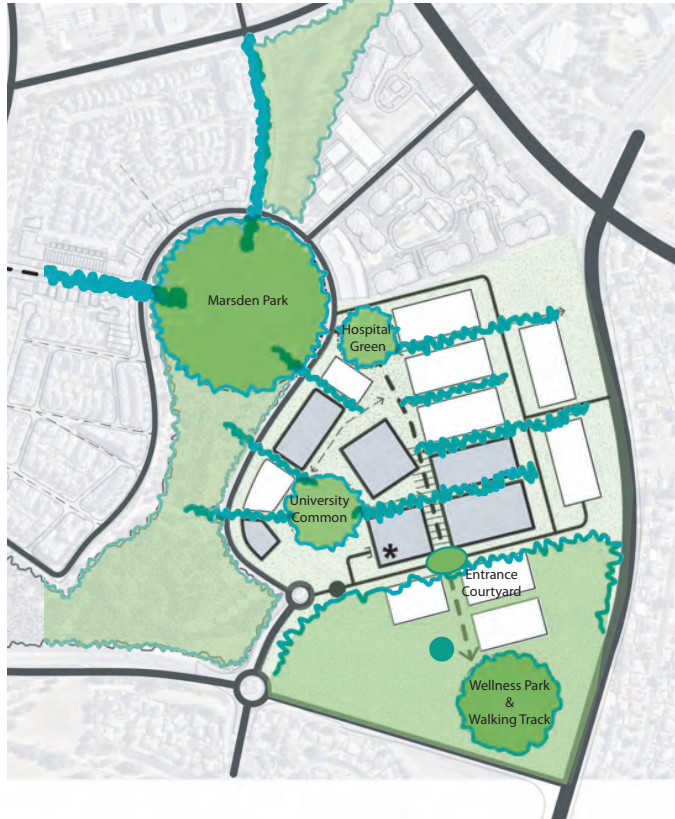 Marsden Park
Hospital
Green
University
Common
*
Entrance
Courtyard
Wellness Park
&
Walking Track